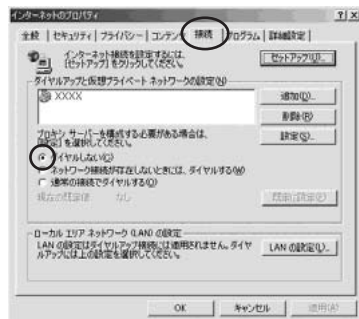 インターネットのプロパティ
全般 セキュリティ プライバシー コンテンツ 接続 プログラム 詳細設定
インターネット接続を設定するには、
[セットアップ] をクリックしてください。
セットアップ(U)...
ダイヤルアップと仮想プライベート ネットワークの設定(N)
XXXX
追加(D)...
削除(R)
プロキシ サーバーを構成する必要がある場合は、
[設定] を選択してください。
設定(S)...
ダイヤルしない(C)
ネットワーク接続が存在しないときには、ダイヤルする(W)
通常の接続でダイヤルする(O)
現在の既定値 なし
既定に設定(E)
ローカル エリア ネットワーク (LAN) の設定
LAN の設定はダイヤルアップ接続には適用されません。ダイヤ
ルアップには上の設定を選択してください。
LAN の設定(L)...
OK
キャンセル
適用(A)